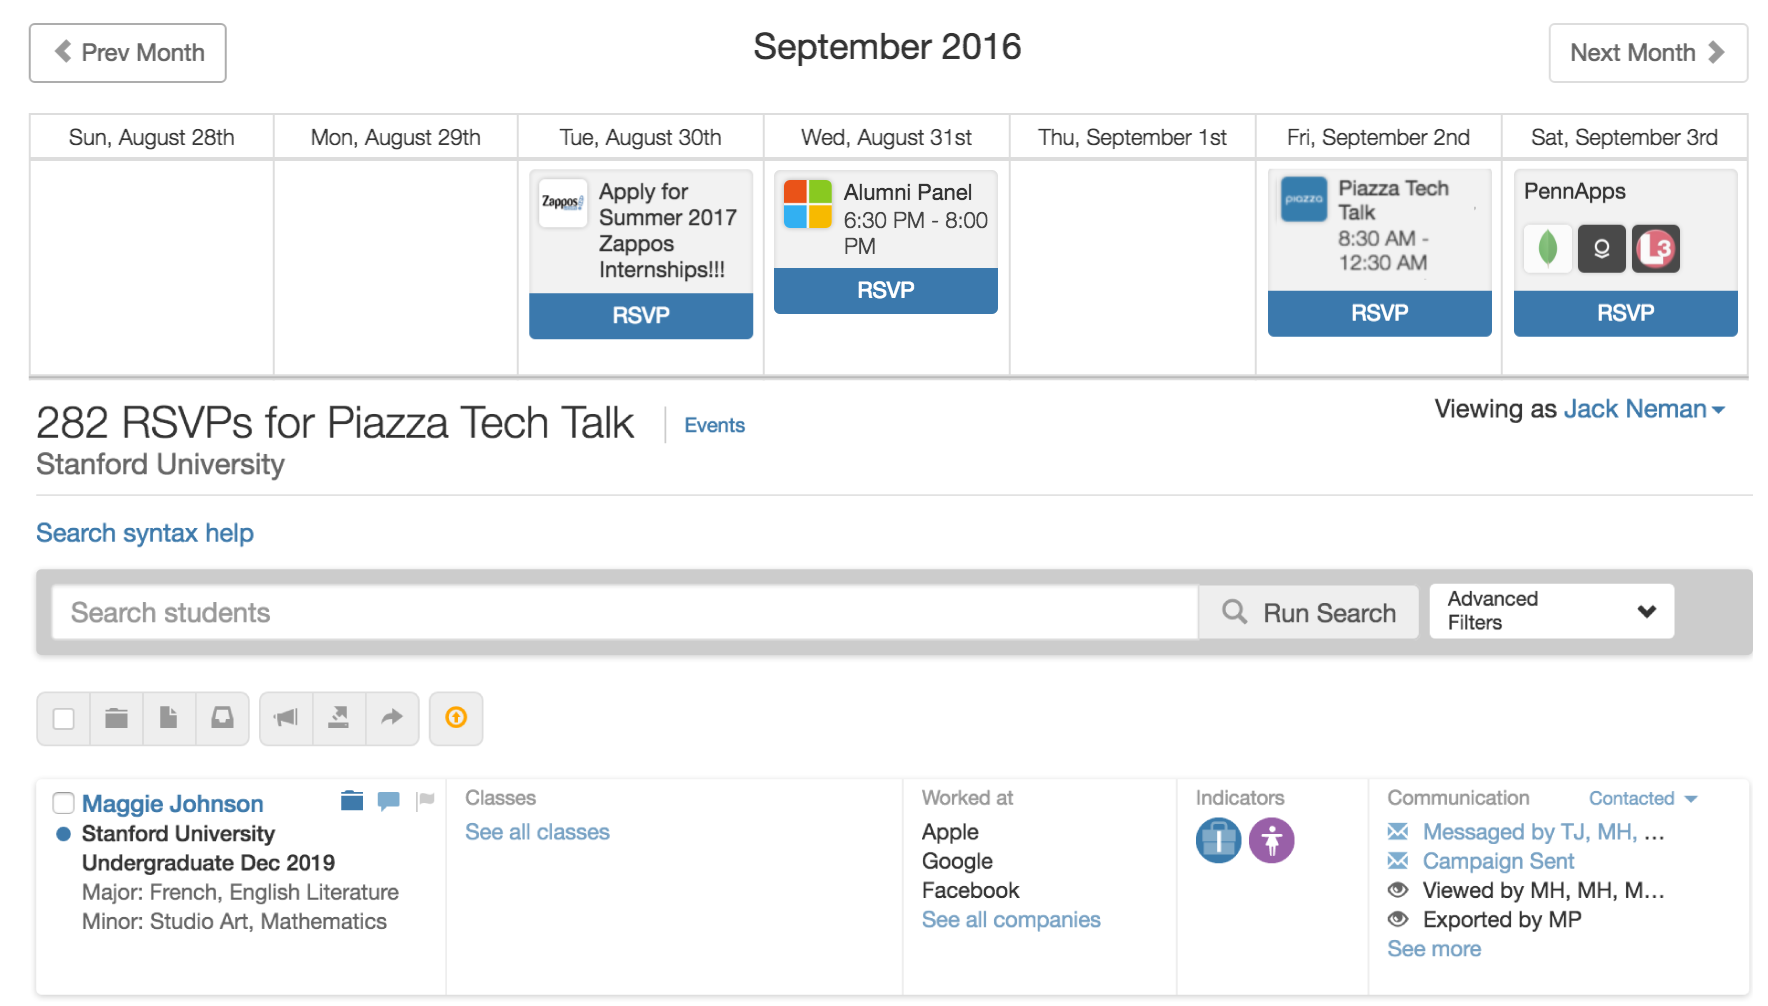 Prev Month
September 2016
Next Month
Sun, August 28th
Mon, August 29th
Tue, August 30th
Wed, August 31st
Thu, September 1st
Fri, September 2nd
Sat, September 3rd
Zappos
Apply for
Summer 2017
Zappos
Internships!!!
RSVP
Alumni Panel
6:30 PM - 8:00
PM
RSVP
piazza
Piazza Tech
Talk
8:30 AM -
12:30 AM
RSVP
PennApps
L3
RSVP
282 RSVPs for Piazza Tech Talk
Events
Viewing as Jack Neman
Stanford University
Search syntax help
Search students
Run Search
Advanced
Filters
Maggie Johnson
Stanford University
Undergraduate Dec 2019
Major: French, English Literature
Minor: Studio Art, Mathematics
Classes
See all classes
Worked at
Apple
Google
Facebook
See all companies
Indicators
Communication
Contacted
Messaged by TJ, MH, ...
Campaign Sent
Viewed by MH, MH, M...
Exported by MP
See more